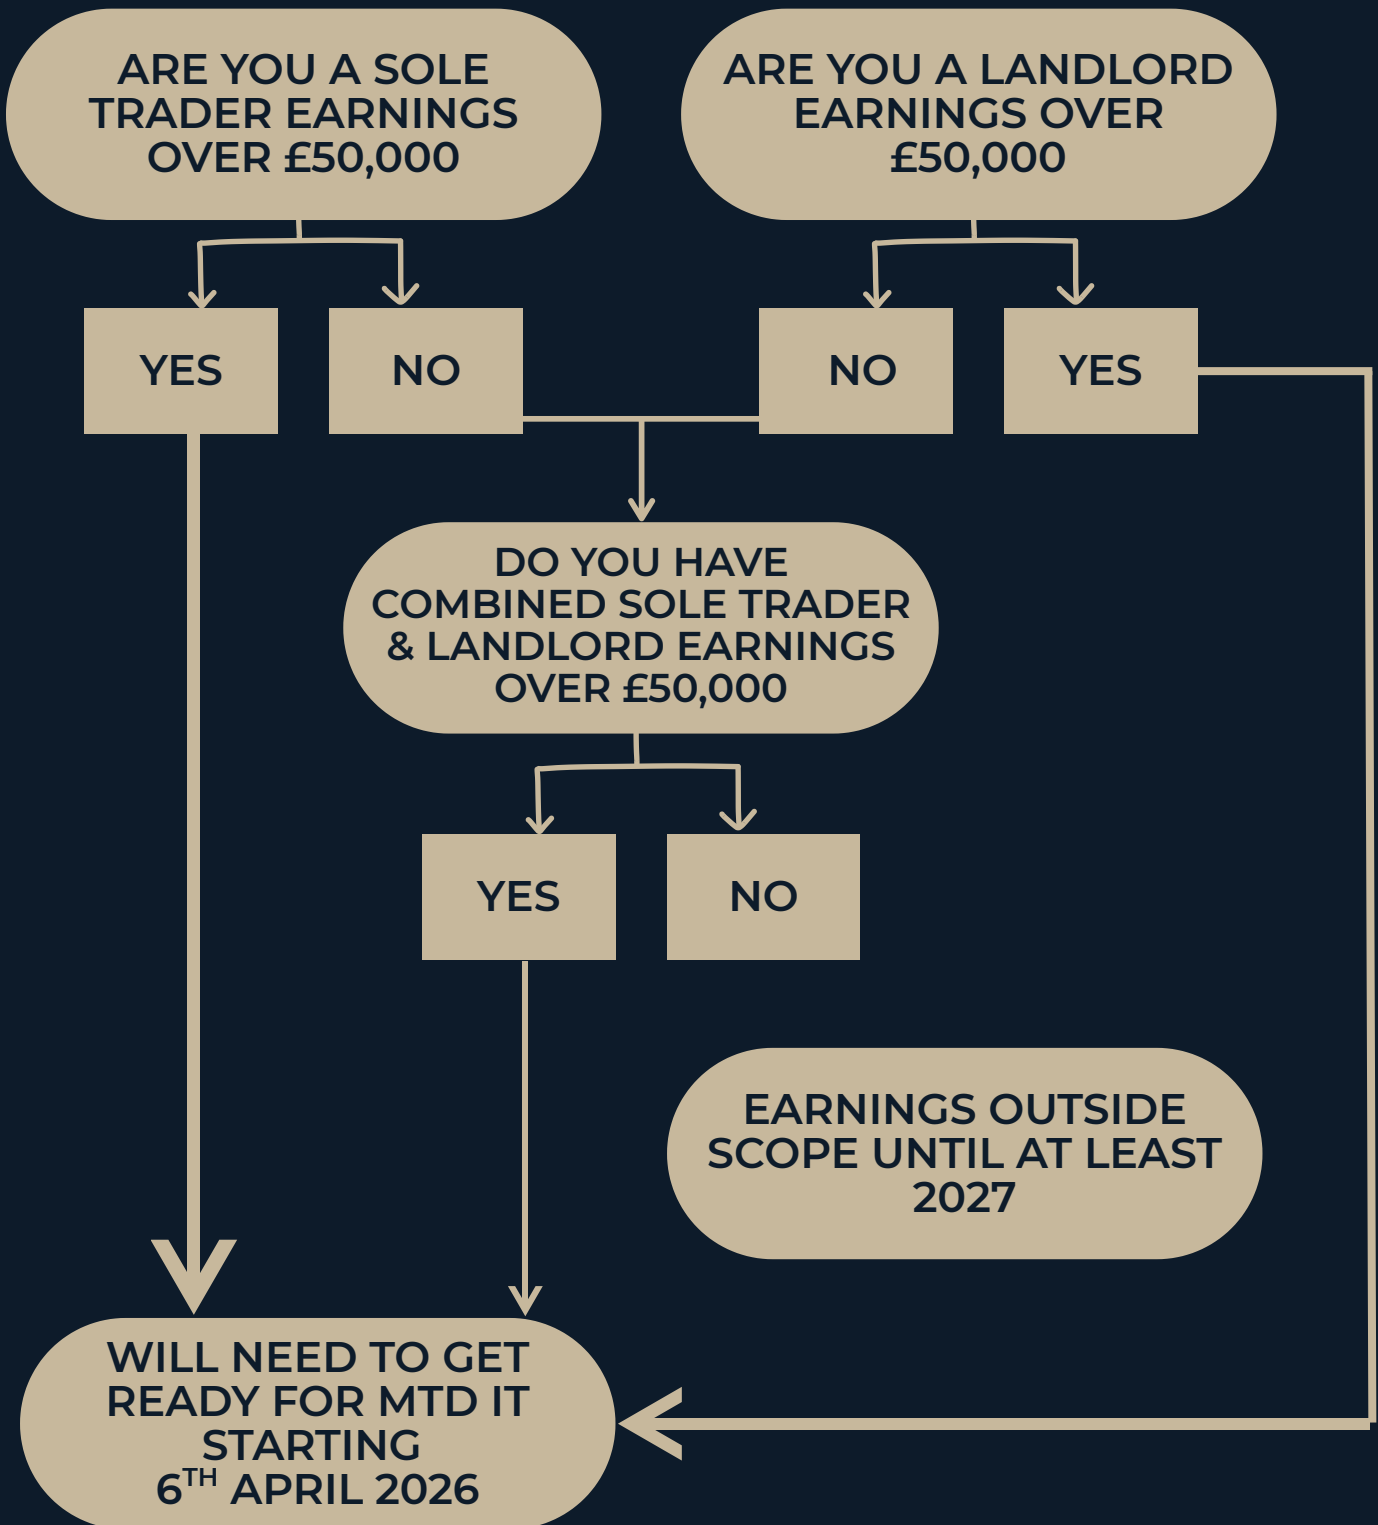 ARE YOU A SOLE
TRADER EARNINGS
OVER £50,000
ARE YOU A LANDLORD
EARNINGS OVER
£50,000
YES
NO
NO
YES
DO YOU HAVE
COMBINED SOLE TRADER
& LANDLORD EARNINGS
OVER £50,000
YES
NO
EARNINGS OUTSIDE
SCOPE UNTIL AT LEAST
2027
WILL NEED TO GET
READY FOR MTD IT
STARTING
6TH APRIL 2026